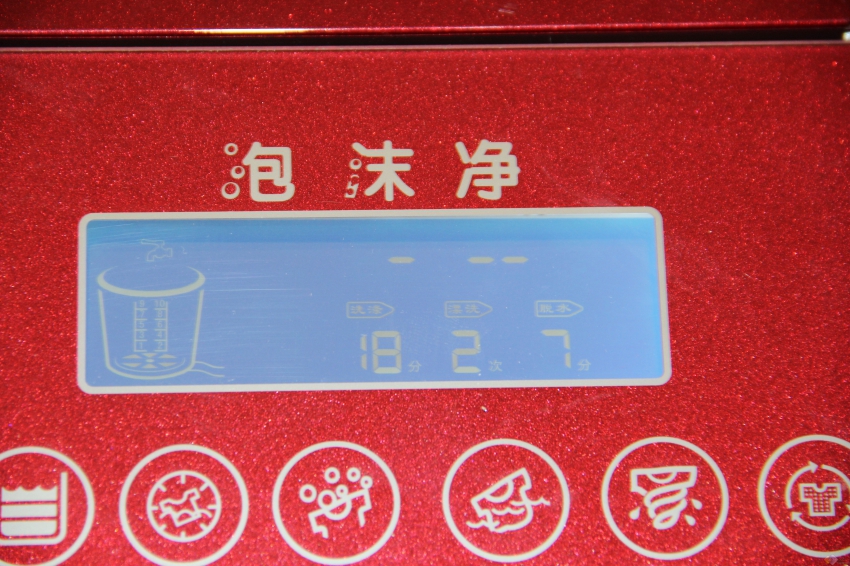 泡沫净
- --
洗涤 漂洗 脱水
18分 2次 7分